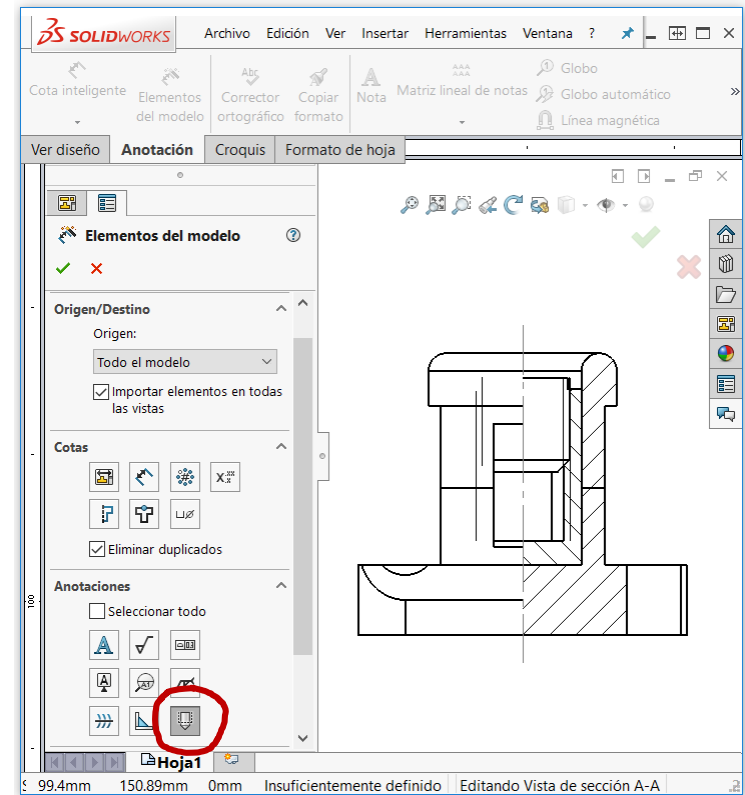 SOLIDWORKS Archivo Edición Ver Insertar Herramientas Ventana ?
Cota inteligente
Elementos del modelo
Abc
Corrector ortográfico
Copiar formato
A
Nota
Matriz lineal de notas
Globo
Globo automático
Línea magnética
»
Ver diseño Anotación Croquis Formato de hoja
Elementos del modelo
Origen/Destino
Origen:
Todo el modelo
Importar elementos en todas
las vistas
Cotas
Eliminar duplicados
Anotaciones
Seleccionar todo
100
Hoja1
99.4mm 150.89mm 0mm Insuficientemente definido Editando Vista de sección A-A